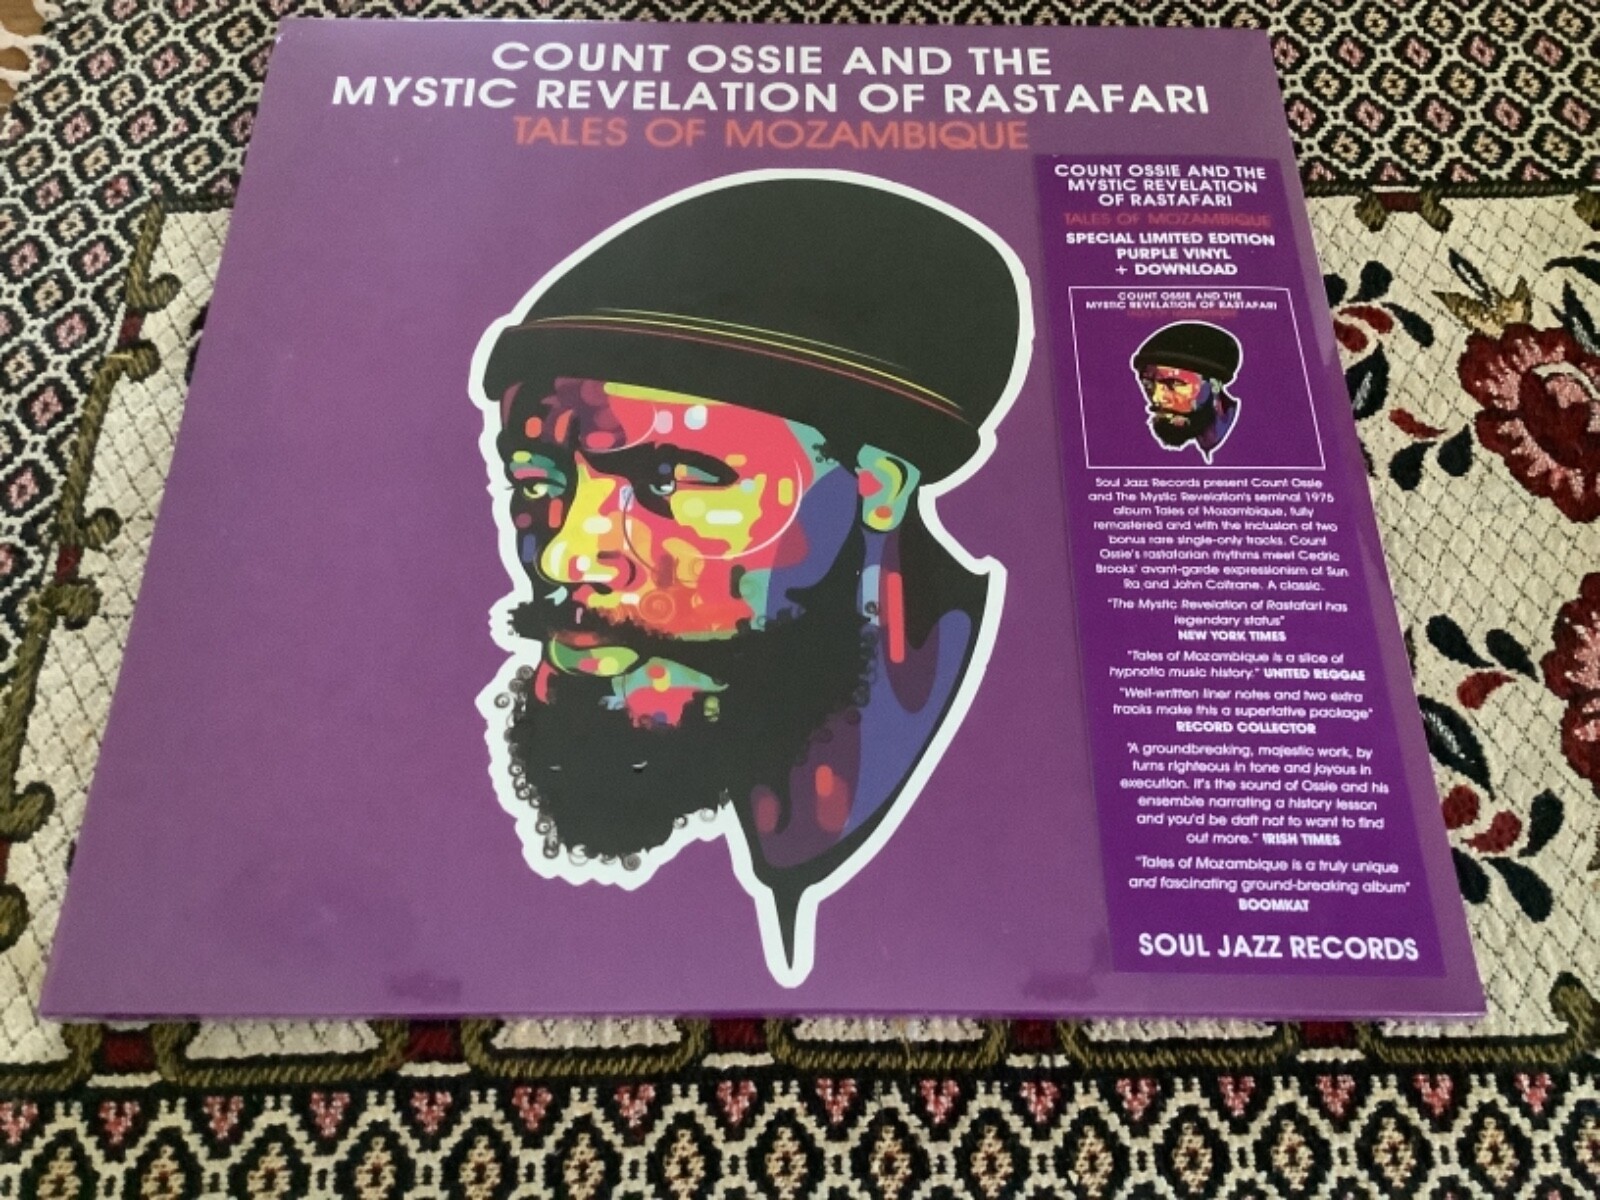 COUNT OSSIE AND THE
MYSTIC REVELATION OF RASTAFARI
TALES OF MOZAMBIQUE
COUNT OSSIE AND THE
MYSTIC REVELATION
OF RASTAFARI
TALES OF MOZAMBIQUE
SPECIAL LIMITED EDITION
PURPLE VINYL
+ DOWNLOAD
COUNT OSSIE AND THE
MYSTIC REVELATION OF RASTAFARI
TALES OF MOZAMBIQUE
Soul Jazz Records present Count Ossie
and The Mystic Revelation's seminal 1975
album Tales of Mozambique, fully
remastered and with the inclusion of two
bonus rare single-only tracks. Count
Ossie's rastafarian rhythms meet Cedric
Brooks' avant-garde expressionism of Sun
Ra and John Coltrane. A classic.
"The Mystic Revelation of Rastafari has
legendary status"
NEW YORK TIMES
"Tales of Mozambique is a slice of
hypnotic music history." UNITED REGGAE
"Well-written liner notes and two extra
tracks make this a superlative package"
RECORD COLLECTOR
"A groundbreaking, majestic work, by
turns righteous in tone and joyous in
execution. It's the sound of Ossie and his
ensemble narrating a history lesson
and you'd be daft not to want to find
out more." IRISH TIMES
"Tales of Mozambique is a truly unique
and fascinating ground-breaking album"
BOOMKAT
SOUL JAZZ RECORDS